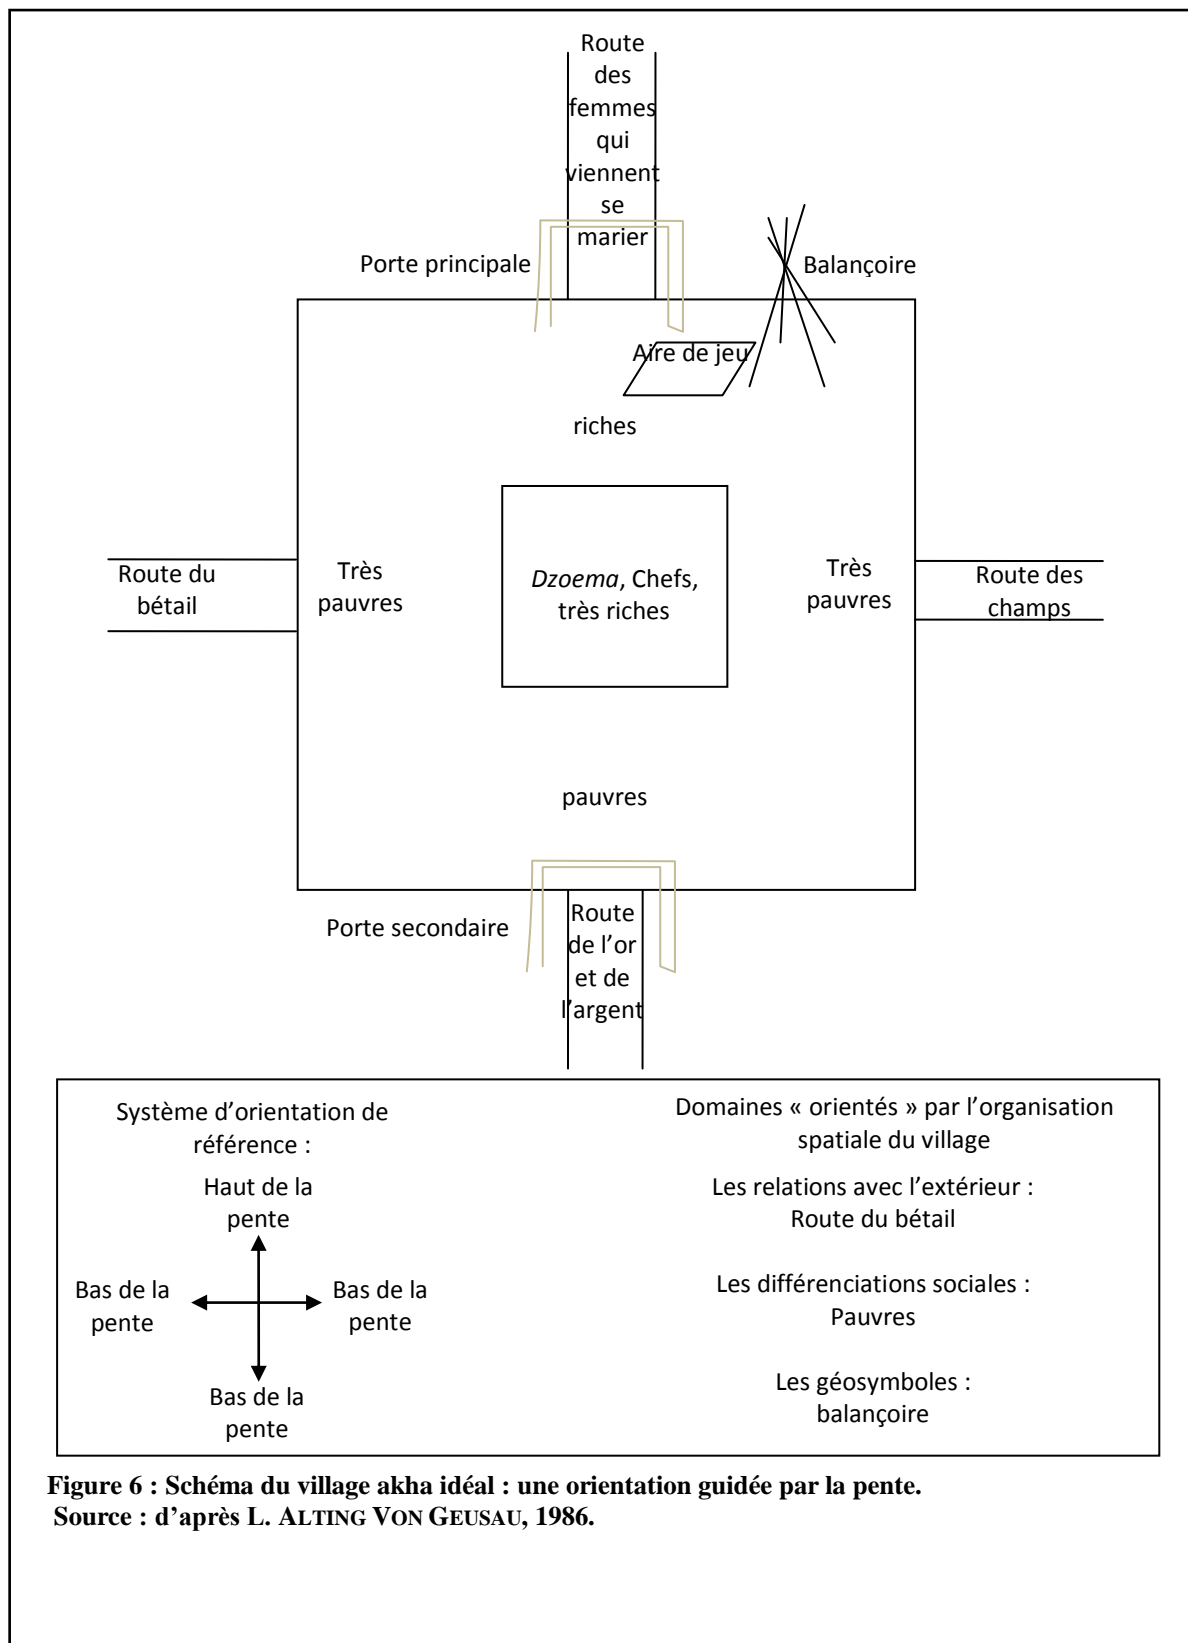 Route
des
femmes
qui
viennent
se
marier
Porte principale
Balançoire
Aire de jeu
riches
Route du
bétail
Très
pauvres
Dzoema, Chefs,
très riches
Très
pauvres
Route des
champs
pauvres
Porte secondaire
Route
de l’or
et de
l’argent
Système d’orientation de
référence :
Haut de la
pente
Bas de la
pente
Bas de la
pente
Bas de la
pente
Domaines « orientés » par l’organisation
spatiale du village
Les relations avec l’extérieur :
Route du bétail
Les différenciations sociales :
Pauvres
Les géosymboles :
balançoire
Figure 6 : Schéma du village akha idéal : une orientation guidée par la pente.
Source : d’après L. ALTING VON GEUSAU, 1986.